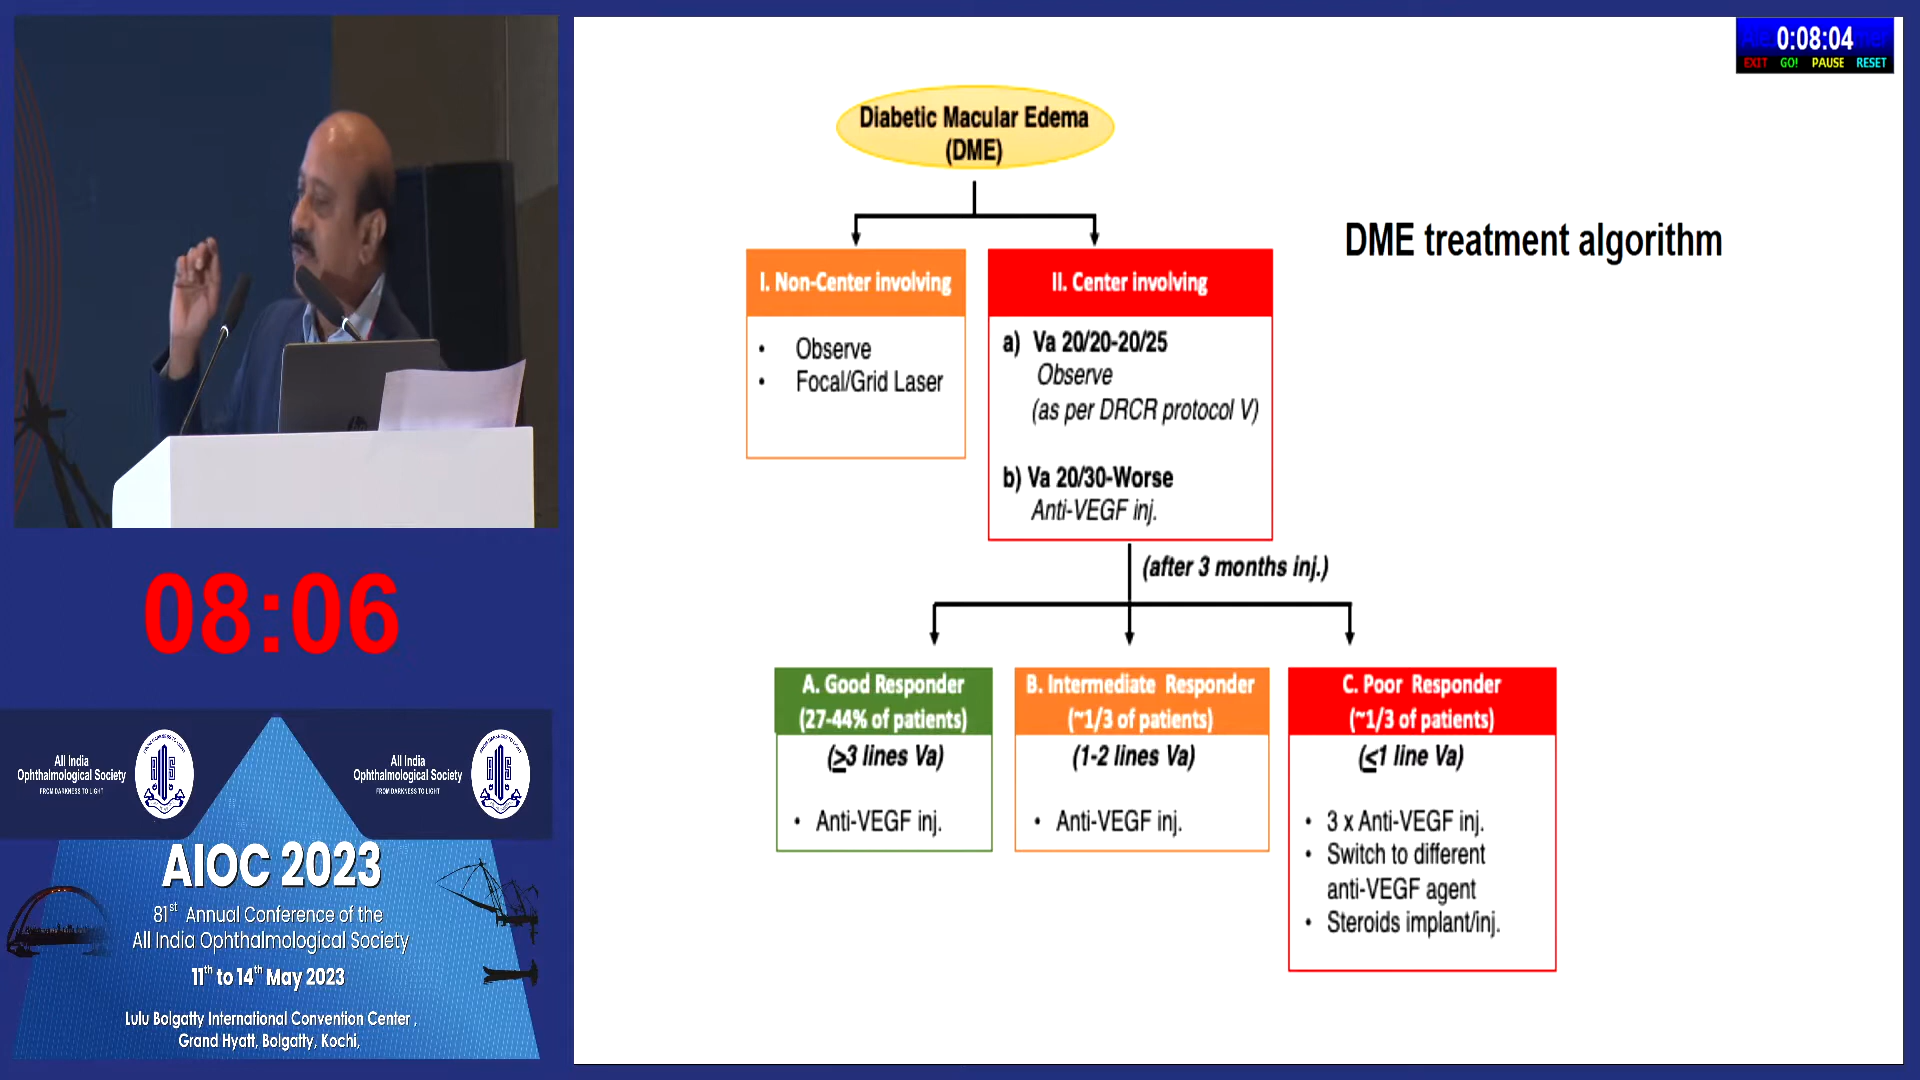 0:08:04
EXIT GO! PAUSE RESET
Diabetic Macular Edema
(DME)
DME treatment algorithm
I. Non-Center involving
• Observe
• Focal/Grid Laser
II. Center involving
a) Va 20/20-20/25
Observe
(as per DRCR protocol V)
b) Va 20/30-Worse
Anti-VEGF inj.
(after 3 months inj.)
A. Good Responder
(27-44% of patients)
(≥3 lines Va)
• Anti-VEGF inj.
B. Intermediate Responder
(~1/3 of patients)
(1-2 lines Va)
• Anti-VEGF inj.
C. Poor Responder
(~1/3 of patients)
(≤1 line Va)
• 3 x Anti-VEGF inj.
• Switch to different
anti-VEGF agent
• Steroids implant/inj.
08:06
All India
Ophthalmological Society
FROM DARKNESS TO LIGHT
All India
Ophthalmological Society
FROM DARKNESS TO LIGHT
AIOC 2023
81st Annual Conference of the
All India Ophthalmological Society
11th to 14th May 2023
Lulu Bolgatty International Convention Center ,
Grand Hyatt, Bolgatty, Kochi,